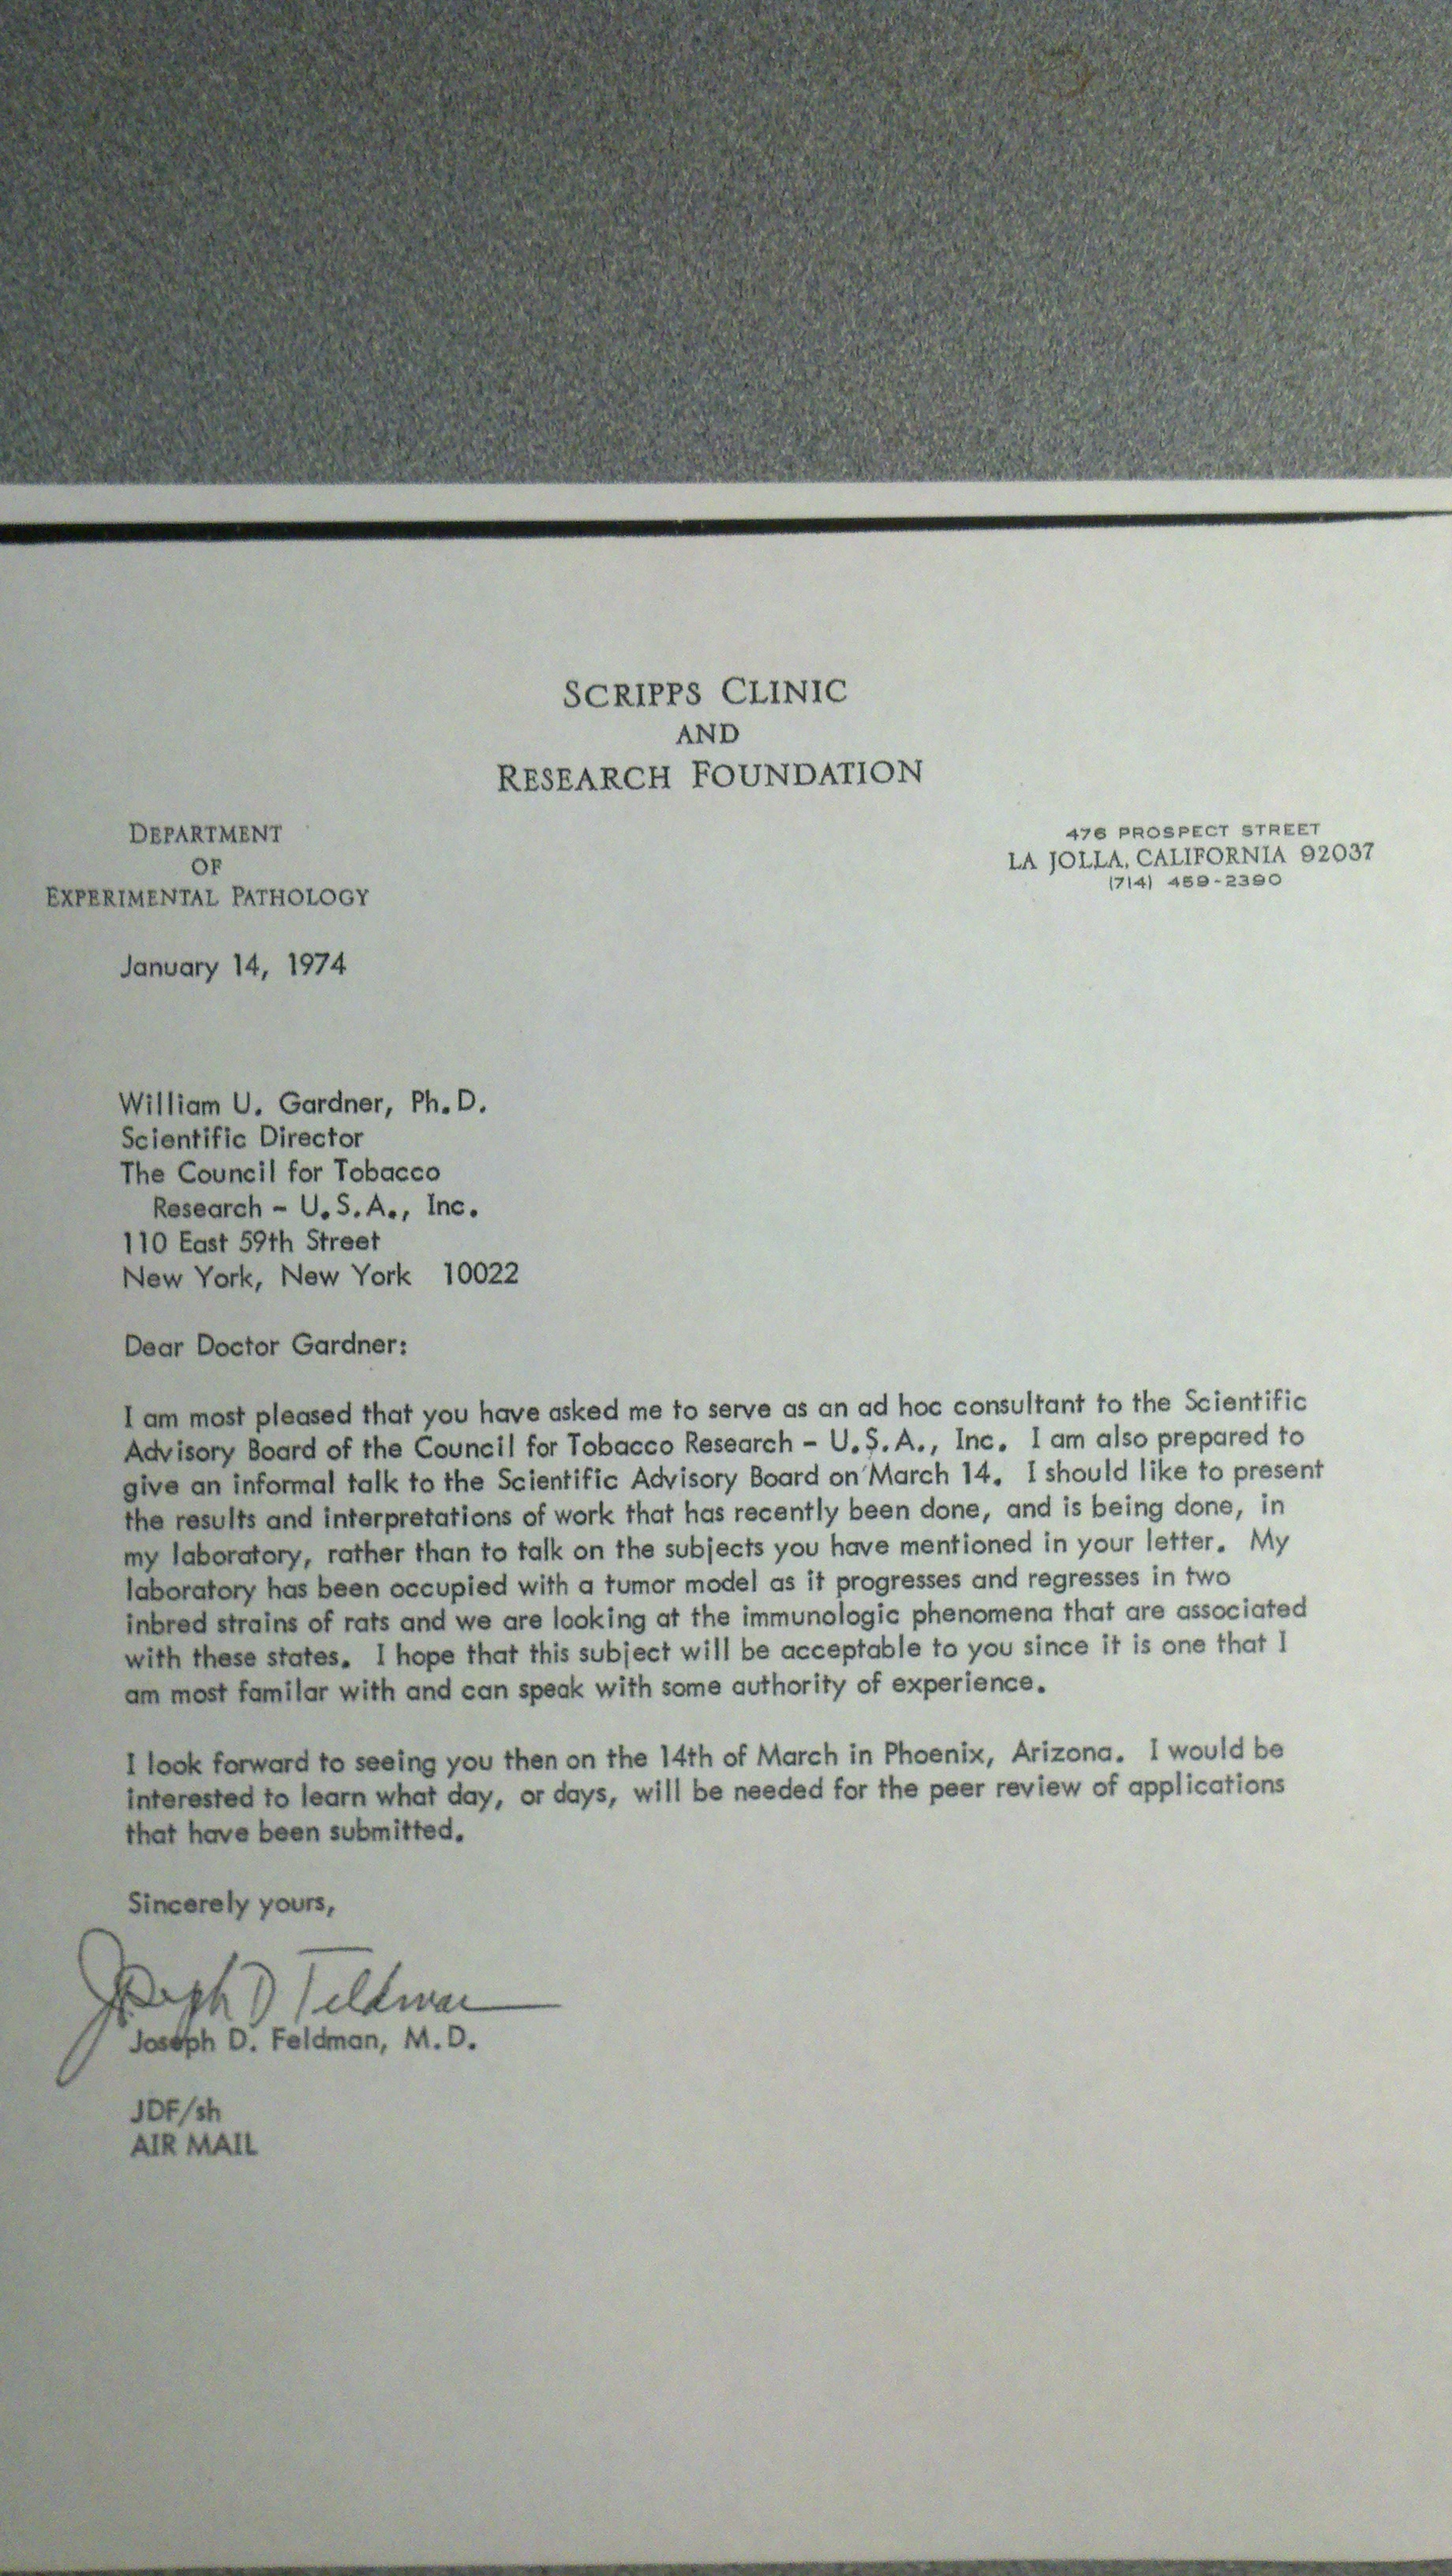 SCRIPPS CLINIC
AND
RESEARCH FOUNDATION
DEPARTMENT
OF
EXPERIMENTAL PATHOLOGY
476 PROSPECT STREET
LA JOLLA, CALIFORNIA 92037
(714) 459-2390
January 14, 1974
William U. Gardner, Ph.D.
Scientific Director
The Council for Tobacco
Research - U.S.A., Inc.
110 East 59th Street
New York, New York 10022
Dear Doctor Gardner:
I am most pleased that you have asked me to serve as an ad hoc consultant to the Scientific
Advisory Board of the Council for Tobacco Research - U.S.A., Inc. I am also prepared to
give an informal talk to the Scientific Advisory Board on March 14. I should like to present
the results and interpretations of work that has recently been done, and is being done, in
my laboratory, rather than to talk on the subjects you have mentioned in your letter. My
laboratory has been occupied with a tumor model as it progresses and regresses in two
inbred strains of rats and we are looking at the immunologic phenomena that are associated
with these states. I hope that this subject will be acceptable to you since it is one that I
am most familar with and can speak with some authority of experience.
I look forward to seeing you then on the 14th of March in Phoenix, Arizona. I would be
interested to learn what day, or days, will be needed for the peer review of applications
that have been submitted.
Sincerely yours,
Joseph D Feldman
Joseph D. Feldman, M.D.
JDF/sh
AIR MAIL